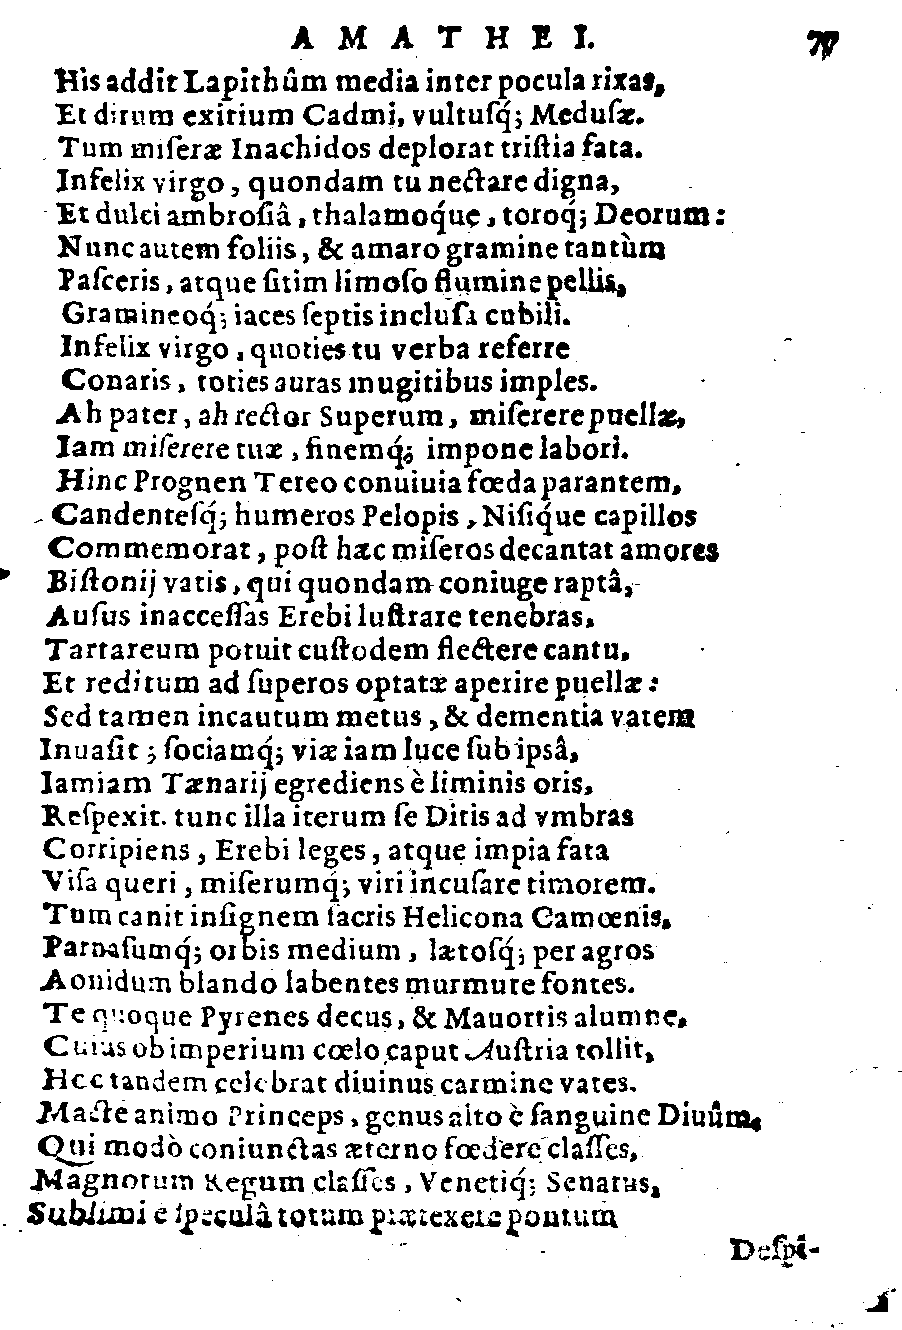 AMATHEI. 77
His addit Lapithûm media inter pocula rixas,
Et dirum exitium Cadmi, vultuſq́; Meduſæ.
Tum miſeræ Inachidos deplorat triſtia fata.
Infelix virgo, quondam tu nectare digna,
Et dulci ambroſiâ, thalamoq́ue, toroq́; Deorum:
Nunc autem foliis, & amaro gramine tantùm
Paſceris, atque ſitim limoſo flumine pellis,
Gramineoq́; iaces ſeptis incluſa cubili.
Infelix virgo, quoties tu verba referre
Conaris, toties auras mugitibus imples.
Ah pater, ah rector Superum, miſerere puellæ,
Iam miſerere tuæ, finemq́; impone labori.
Hinc Prognen Tereo conuiuia fœda parantem,
Candenteſq́; humeros Pelopis, Niſique capillos
Commemorat, poſt hæc miſeros decantat amores
Biſtonij vatis, qui quondam coniuge raptâ,
Auſus inacceſſas Erebi luſtrare tenebras,
Tartareum potuit cuſtodem flectere cantu,
Et reditum ad ſuperos optatæ aperire puellæ:
Sed tamen incautum metus, & dementia vatem
Inuaſit; ſociamq́; viæ iam luce ſub ipsâ,
Iamiam Tænarij egrediens è liminis oris,
Reſpexit. tunc illa iterum ſe Ditis ad vmbras
Corripiens, Erebi leges, atque impia fata
Viſa queri, miſerumq́; viri incuſare timorem.
Tum canit inſignem ſacris Helicona Camœnis,
Parnaſumq́; orbis medium, lætoſq́; per agros
Aonidum blando labentes murmure fontes.
Te quoque Pyrenes decus, & Mauortis alumne,
Cuius ob imperium cœlo caput Auſtria tollit,
Hec tandem celebrat diuinus carmine vates.
Macte animo Princeps, genus alto è ſanguine Diuûm,
Qui modò coniunctas æterno fœdere claſſes,
Magnorum Regum claſſes, Venetiq́; Senatus,
Sublimi è ſpeculâ totum prætexere pontum
Deſpi-